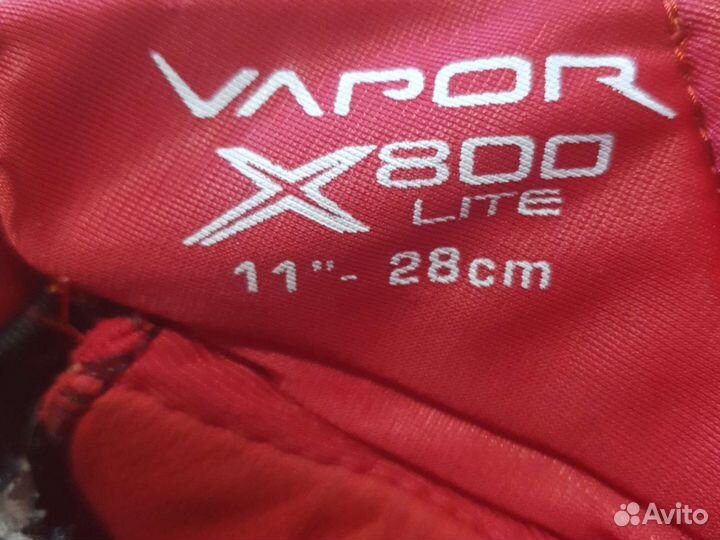 VAPOR
X800
LITE
11"- 28cm
Avito